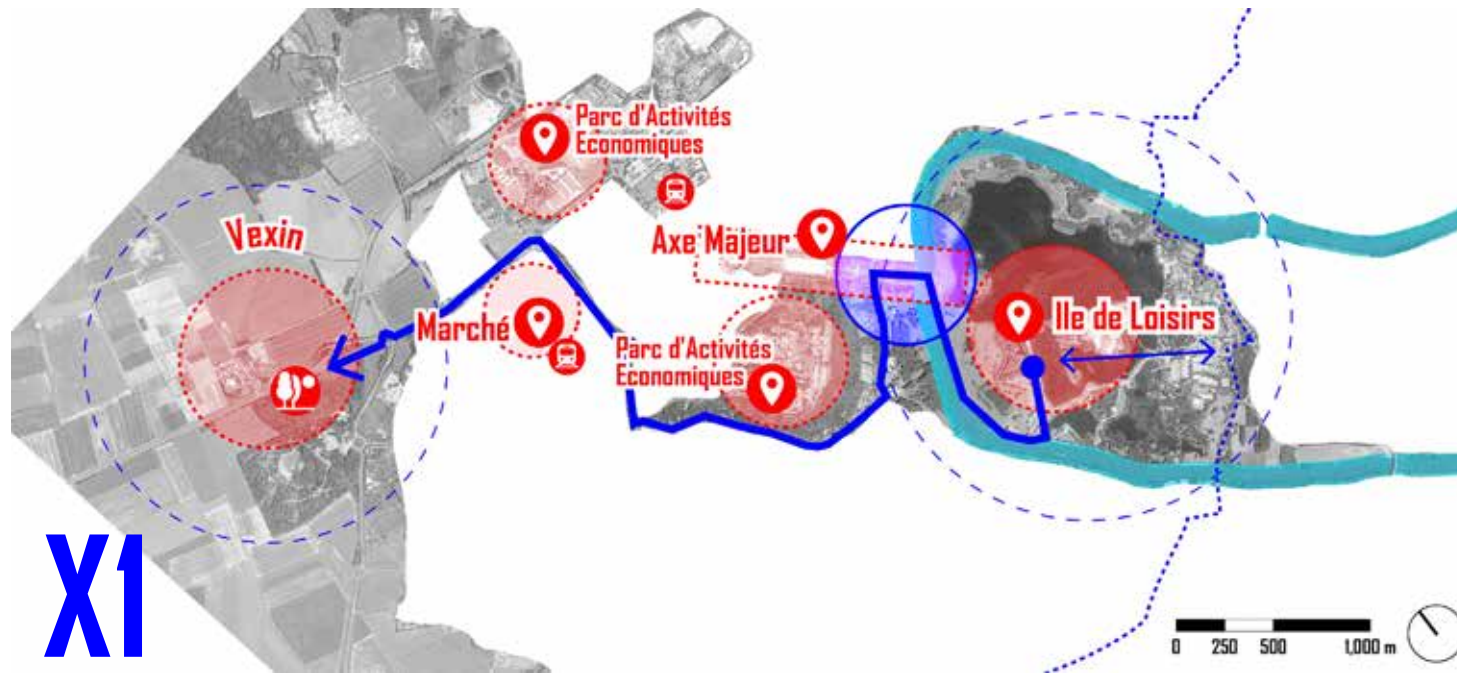 Parc d'Activités
Economiques
Vexin
Axe Majeur
Marché
Ile de Loisirs
Parc d'Activités
Economiques
X1
0 250 500 1,000 m